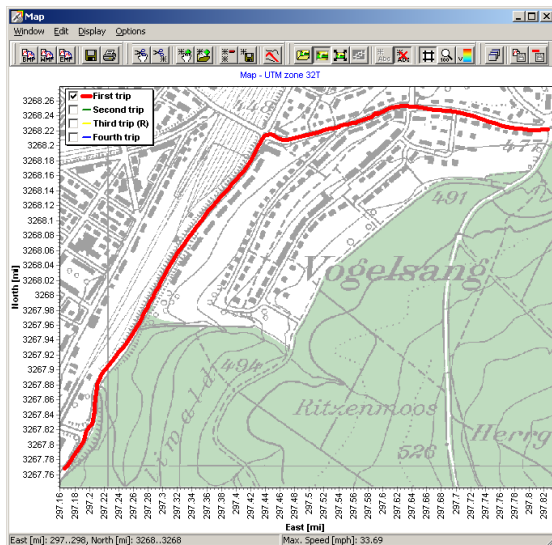 Map
Window Edit Display Options
Map - UTM zone 32T
First trip
Second trip
Third trip (R)
Fourth trip
3268.26
3268.24
3268.22
3268.2
3268.18
3268.16
3268.14
3268.12
3268.1
3268.08
3268.06
3268.04
3268.02
3268
3267.98
3267.96
3267.94
3267.92
3267.9
3267.88
3267.86
3267.84
3267.82
3267.8
3267.78
3267.76
North [mi]
448
477
491
Vogelsang
494
limald
Kitzenmoos
526
Herrg
297.16 297.18 297.2 297.22 297.24 297.26 297.28 297.3 297.32 297.34 297.36 297.38 297.4 297.42 297.44 297.46 297.48 297.5 297.52 297.54 297.56 297.58 297.6 297.62 297.64 297.66 297.68 297.7 297.72 297.74 297.76 297.78 297.8 297.82
East [mi]
East [mi]: 297..298, North [mi]: 3268..3268 Max. Speed [mph]: 33.69